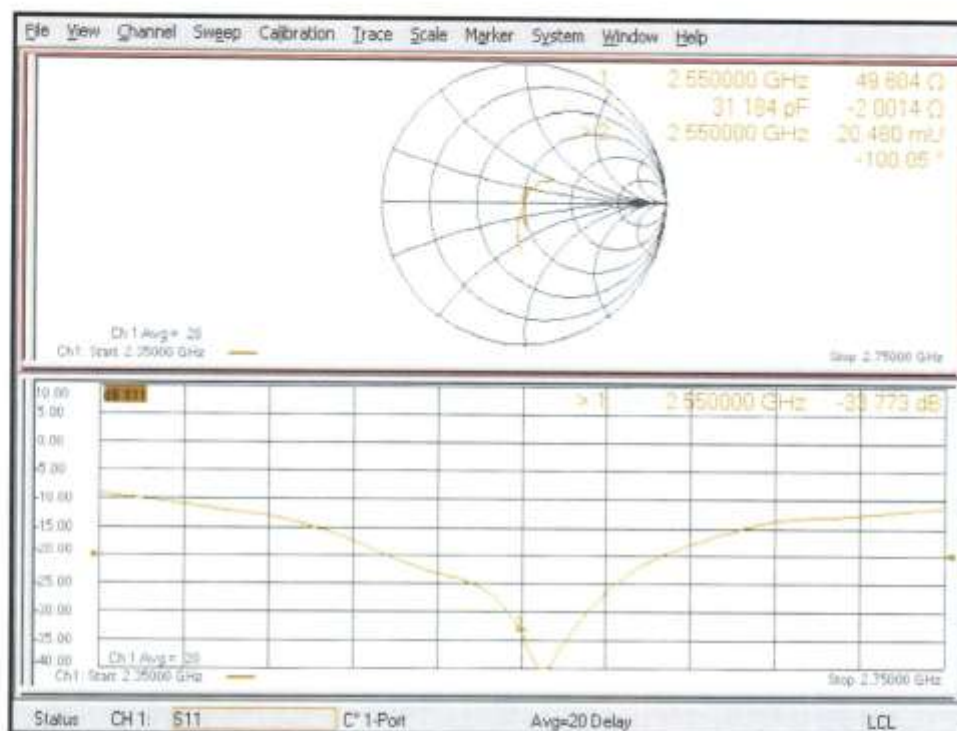 File View Channel Sweep Calibration Trace Scale Marker System Window Help
1 2.550000 GHz 49.604 Ω
31.184 pF -2.0014 Ω
2.550000 GHz 20.480 mU
-100.05 °
Ch 1 Avg = 20
Ch1: Start 2.35000 GHz
Stop 2.75000 GHz
10.00
> 1 2.550000 GHz -33.773 dB
5.00
0.00
-5.00
-10.00
-15.00
-20.00
-25.00
-30.00
-35.00
-40.00
Ch 1 Avg = 20
Ch1: Start 2.35000 GHz
Stop 2.75000 GHz
Status CH 1: S11 C* 1-Port Avg=20 Delay LCL